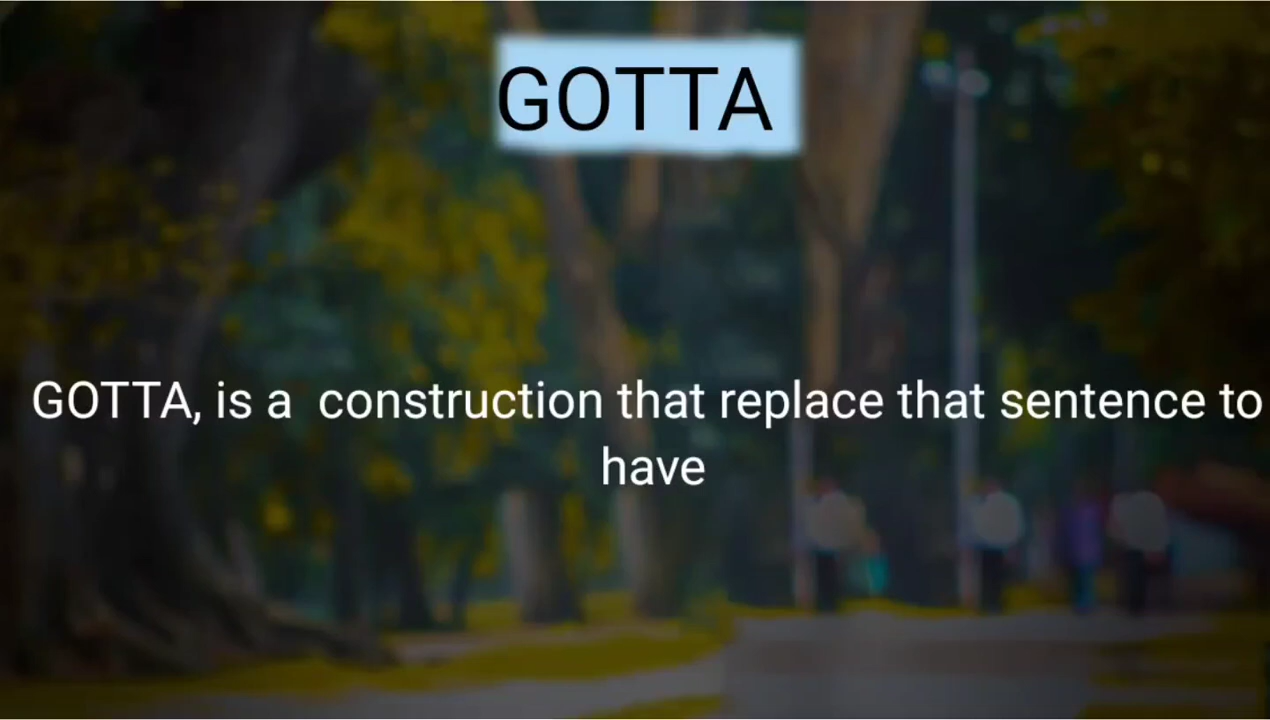 GOTTA
GOTTA, is a construction that replace that sentence to
have